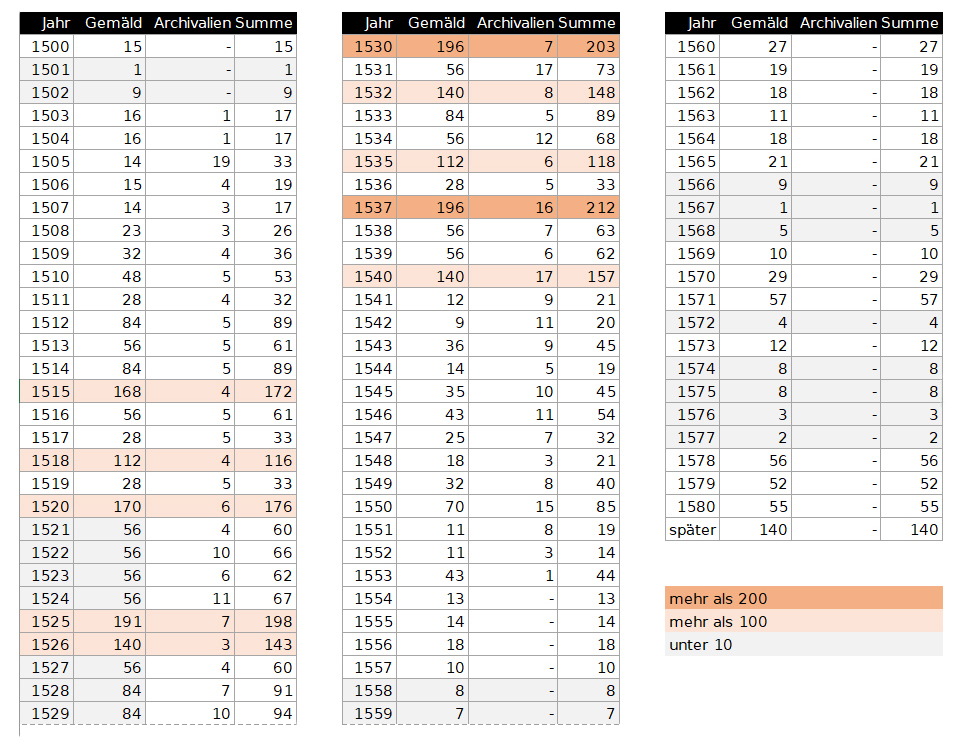 Jahr Gemäld Archivalien Summe
1500 15 - 15
1501 1 - 1
1502 9 - 9
1503 16 1 17
1504 16 1 17
1505 14 19 33
1506 15 4 19
1507 14 3 17
1508 23 3 26
1509 32 4 36
1510 48 5 53
1511 28 4 32
1512 84 5 89
1513 56 5 61
1514 84 5 89
1515 168 4 172
1516 56 5 61
1517 28 5 33
1518 112 4 116
1519 28 5 33
1520 170 6 176
1521 56 4 60
1522 56 10 66
1523 56 6 62
1524 56 11 67
1525 191 7 198
1526 140 3 143
1527 56 4 60
1528 84 7 91
1529 84 10 94
Jahr Gemäld Archivalien Summe
1530 196 7 203
1531 56 17 73
1532 140 8 148
1533 84 5 89
1534 56 12 68
1535 112 6 118
1536 28 5 33
1537 196 16 212
1538 56 7 63
1539 56 6 62
1540 140 17 157
1541 12 9 21
1542 9 11 20
1543 36 9 45
1544 14 5 19
1545 35 10 45
1546 43 11 54
1547 25 7 32
1548 18 3 21
1549 32 8 40
1550 70 15 85
1551 11 8 19
1552 11 3 14
1553 43 1 44
1554 13 - 13
1555 14 - 14
1556 18 - 18
1557 10 - 10
1558 8 - 8
1559 7 - 7
Jahr Gemäld Archivalien Summe
1560 27 - 27
1561 19 - 19
1562 18 - 18
1563 11 - 11
1564 18 - 18
1565 21 - 21
1566 9 - 9
1567 1 - 1
1568 5 - 5
1569 10 - 10
1570 29 - 29
1571 57 - 57
1572 4 - 4
1573 12 - 12
1574 8 - 8
1575 8 - 8
1576 3 - 3
1577 2 - 2
1578 56 - 56
1579 52 - 52
1580 55 - 55
später 140 - 140
mehr als 200
mehr als 100
unter 10